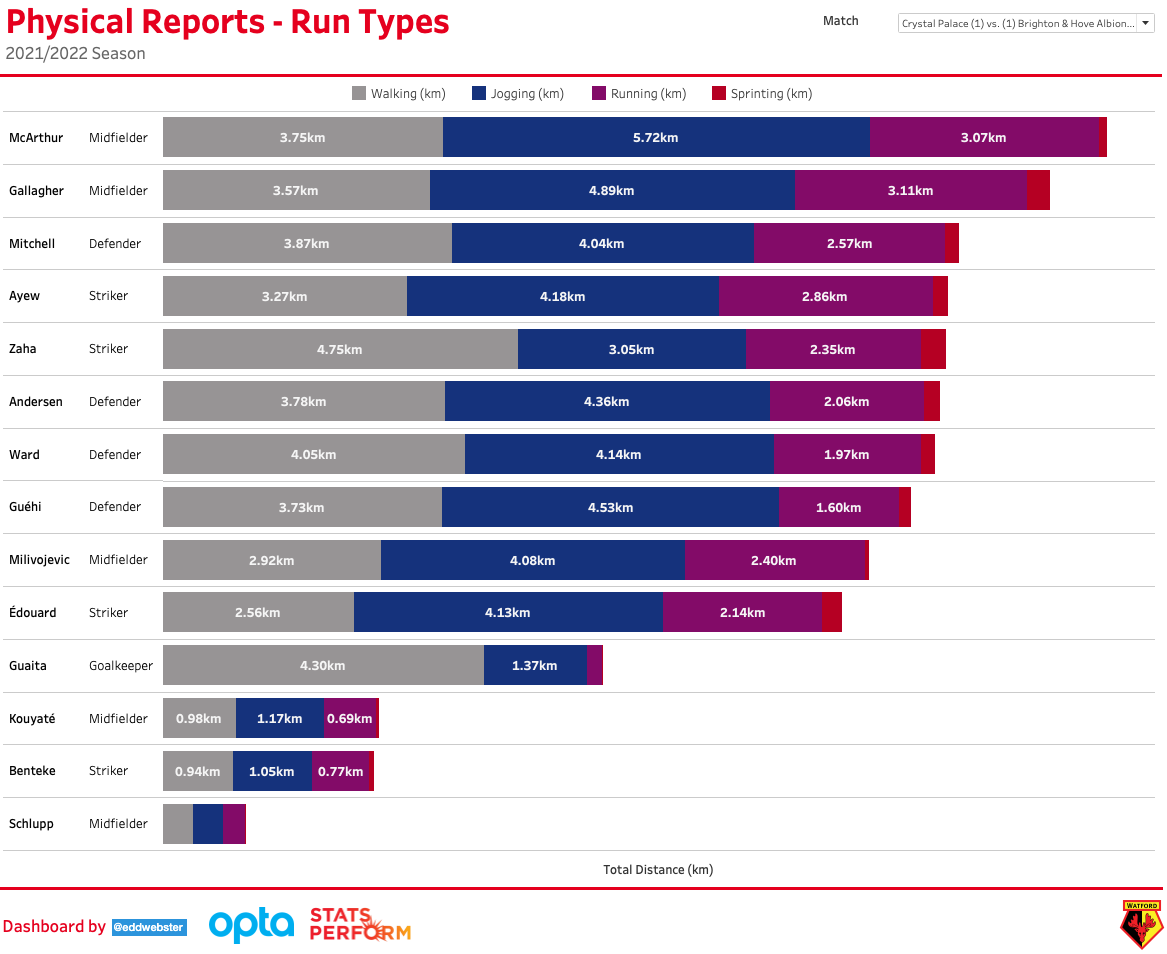 Physical Reports - Run Types
2021/2022 Season
Match
Crystal Palace (1) vs. (1) Brighton & Hove Albion...
Walking (km) Jogging (km) Running (km) Sprinting (km)
McArthur Midfielder 3.75km 5.72km 3.07km
Gallagher Midfielder 3.57km 4.89km 3.11km
Mitchell Defender 3.87km 4.04km 2.57km
Ayew Striker 3.27km 4.18km 2.86km
Zaha Striker 4.75km 3.05km 2.35km
Andersen Defender 3.78km 4.36km 2.06km
Ward Defender 4.05km 4.14km 1.97km
Guéhi Defender 3.73km 4.53km 1.60km
Milivojevic Midfielder 2.92km 4.08km 2.40km
Édouard Striker 2.56km 4.13km 2.14km
Guaita Goalkeeper 4.30km 1.37km
Kouyaté Midfielder 0.98km 1.17km 0.69km
Benteke Striker 0.94km 1.05km 0.77km
Schlupp Midfielder
Total Distance (km)
Dashboard by @eddwebster
opta
STATS
PERFORM
WATFORD